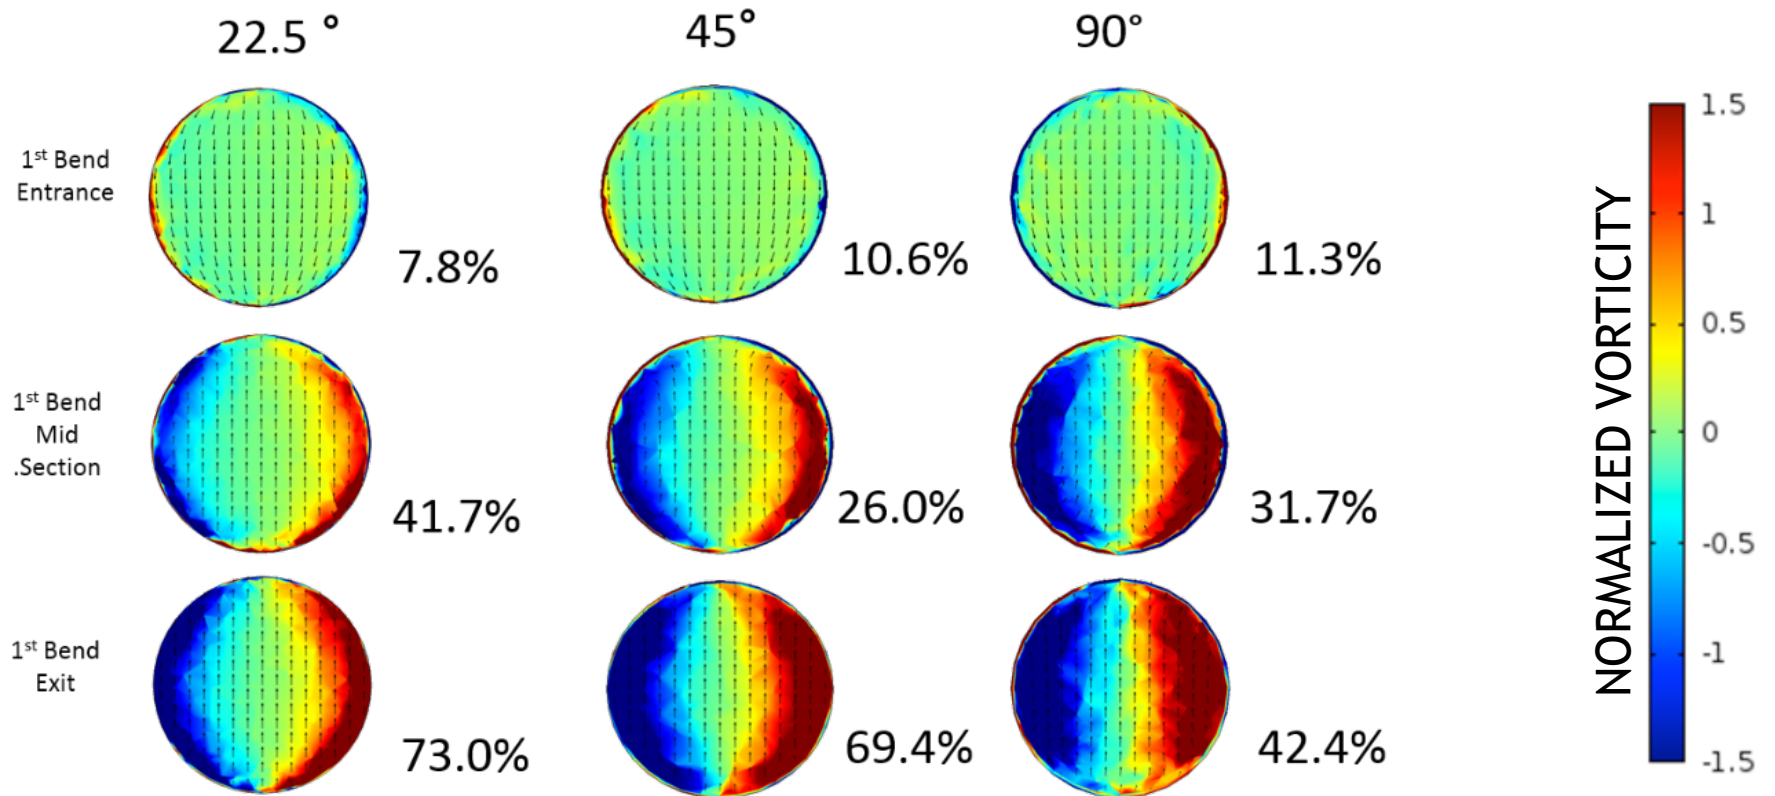 22.5 °
45°
90°
1st Bend
Entrance
7.8%
10.6%
11.3%
1st Bend
Mid
.Section
41.7%
26.0%
31.7%
1st Bend
Exit
73.0%
69.4%
42.4%
NORMALIZED VORTICITY
1.5
1
0.5
0
-0.5
-1
-1.5